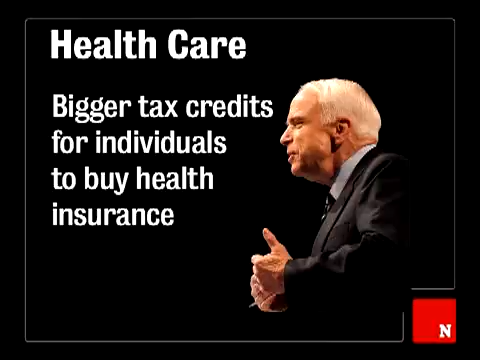 Health Care
Bigger tax credits
for individuals
to buy health
insurance
N